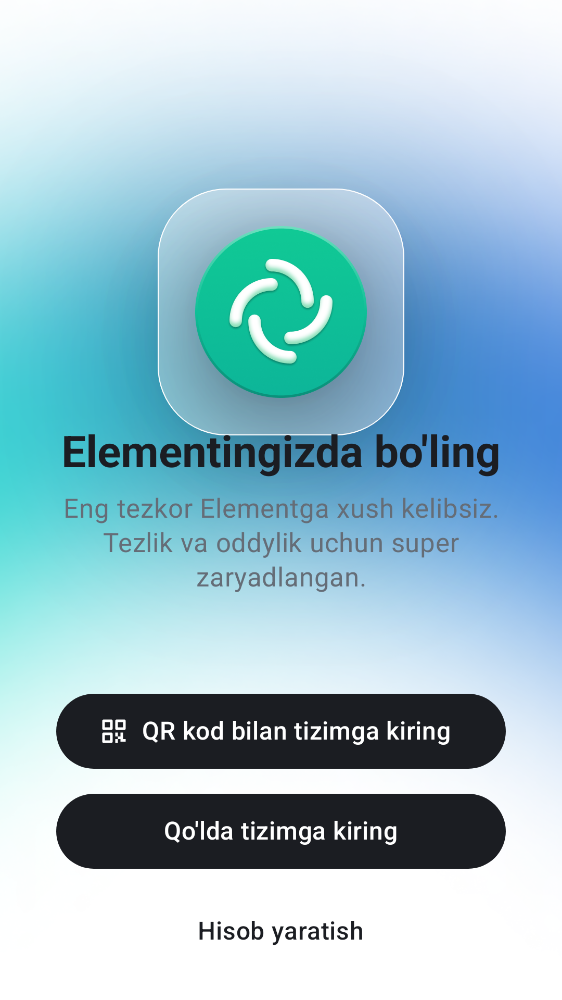 Elementingizda bo'ling
Eng tezkor Elementga xush kelibsiz.
Tezlik va oddylik uchun super
zaryadlangan.
QR kod bilan tizimga kiring
Qo'lda tizimga kiring
Hisob yaratish